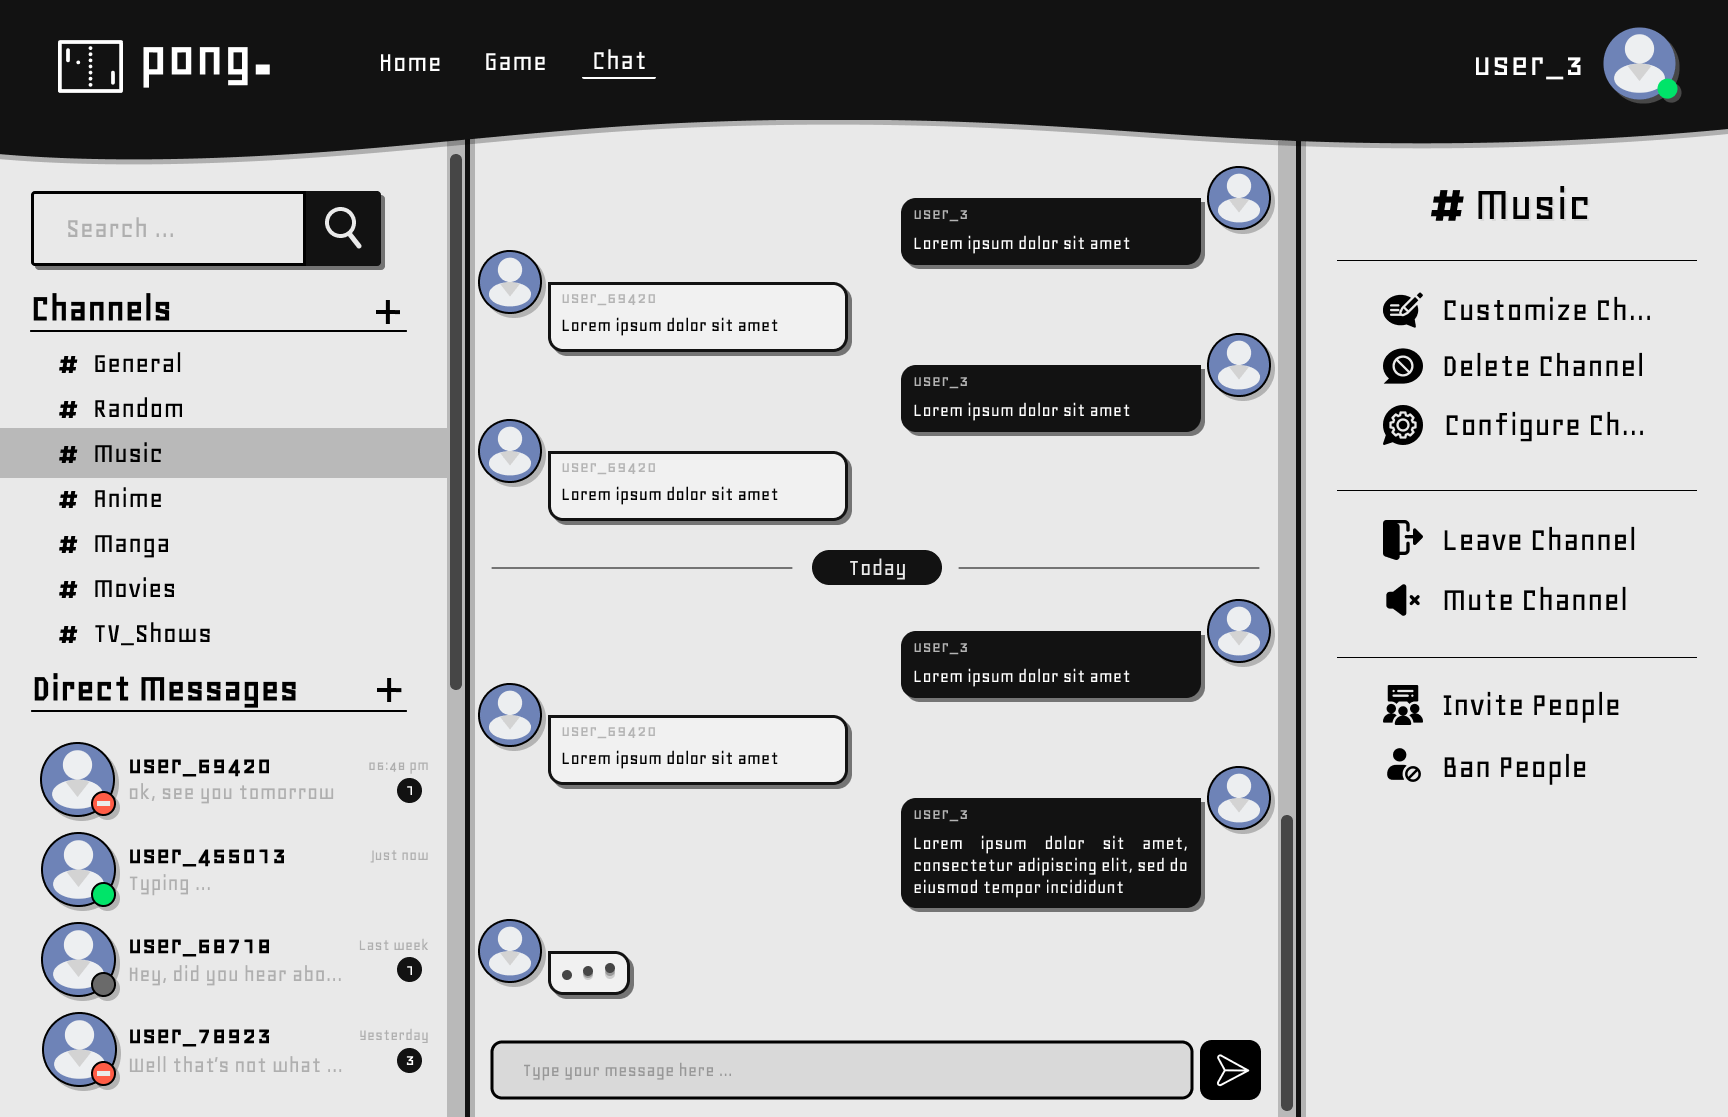 pong.
Home
Game
Chat
user_3
Search ...
Channels
+
# General
# Random
# Music
# Anime
# Manga
# Movies
# TV_Shows
Direct Messages
+
user_69420
06:48 pm
ok, see you tomorrow
1
user_455013
Just now
Typing ...
user_68718
Last week
Hey, did you hear abo...
1
user_78923
Yesterday
Well that's not what ...
3
user_3
Lorem ipsum dolor sit amet
user_69420
Lorem ipsum dolor sit amet
user_3
Lorem ipsum dolor sit amet
user_69420
Lorem ipsum dolor sit amet
Today
user_3
Lorem ipsum dolor sit amet
user_69420
Lorem ipsum dolor sit amet
user_3
Lorem ipsum dolor sit amet,
consectetur adipiscing elit, sed do
eiusmod tempor incididunt
Type your message here ...
# Music
Customize Ch...
Delete Channel
Configure Ch...
Leave Channel
Mute Channel
Invite People
Ban People